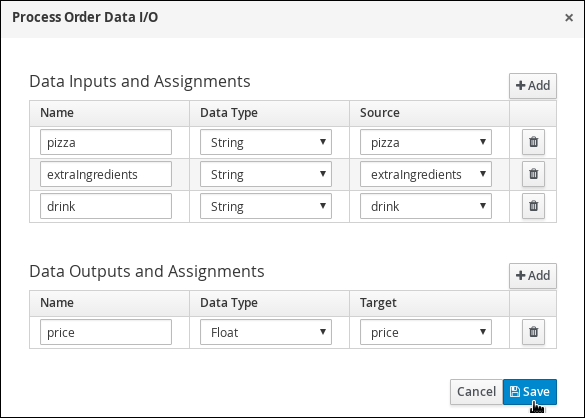 Process Order Data I/O ×
Data Inputs and Assignments
+ Add
Name Data Type Source
pizza String pizza
extraIngredients String extraIngredients
drink String drink
Data Outputs and Assignments
+ Add
Name Data Type Target
price Float price
Cancel Save